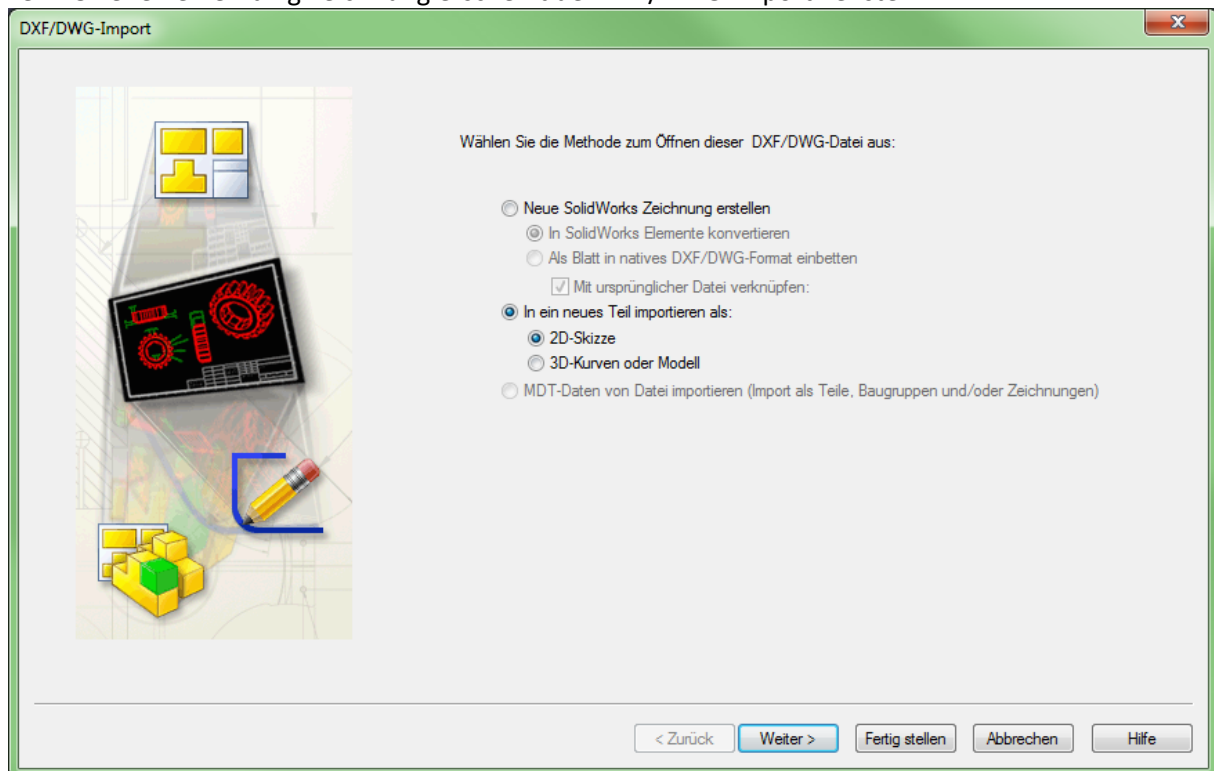 DXF/DWG-Import
Wählen Sie die Methode zum Öffnen dieser DXF/DWG-Datei aus:
Neue SolidWorks Zeichnung erstellen
In SolidWorks Elemente konvertieren
Als Blatt in natives DXF/DWG-Format einbetten
Mit ursprünglicher Datei verknüpfen:
In ein neues Teil importieren als:
2D-Skizze
3D-Kurven oder Modell
MDT-Daten von Datei importieren (Import als Teile, Baugruppen und/oder Zeichnungen)
< Zurück Weiter > Fertig stellen Abbrechen Hilfe